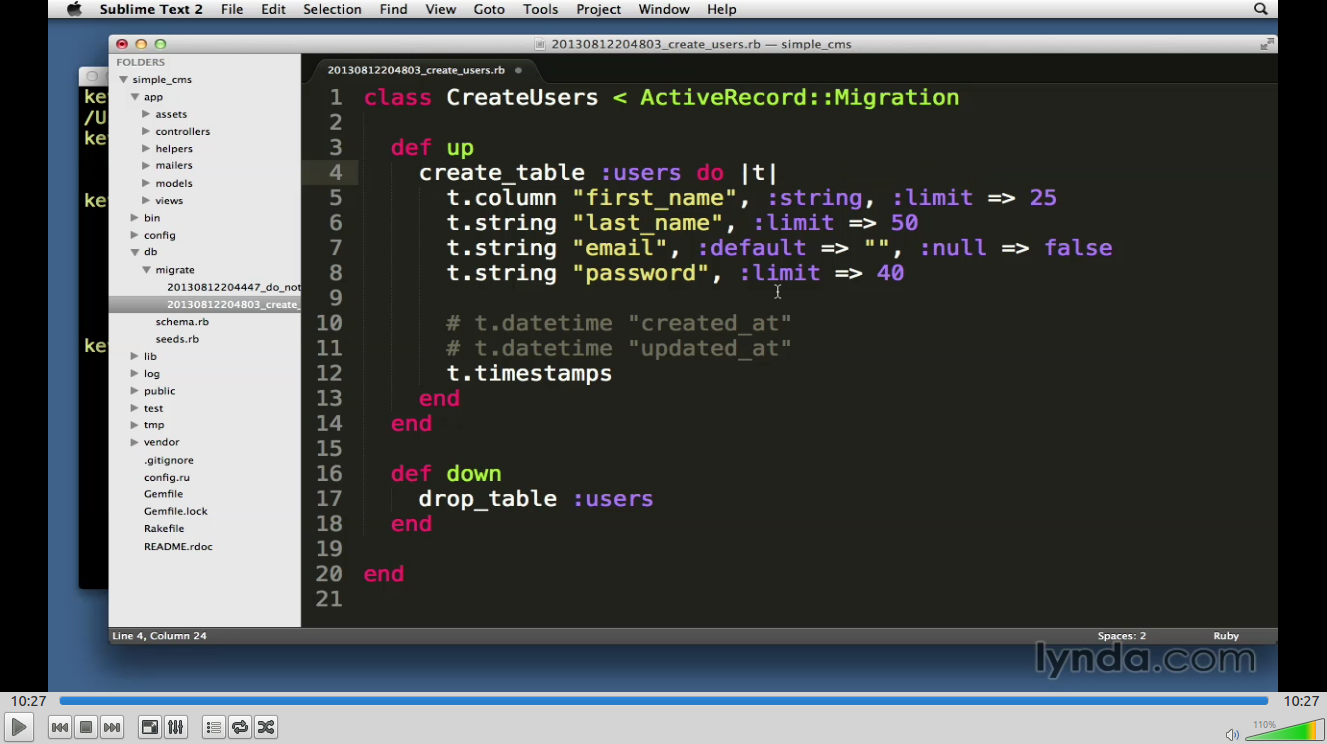 Sublime Text 2 File Edit Selection Find View Goto Tools Project Window Help
20130812204803_create_users.rb — simple_cms
FOLDERS
simple_cms
app
assets
controllers
helpers
mailers
models
views
bin
config
db
migrate
20130812204447_do_not
20130812204803_create_
schema.rb
seeds.rb
lib
log
public
test
tmp
vendor
.gitignore
config.ru
Gemfile
Gemfile.lock
Rakefile
README.rdoc
ke
/U
ke
ke
ke
20130812204803_create_users.rb
1 class CreateUsers < ActiveRecord::Migration
2
3 def up
4 create_table :users do |t|
5 t.column "first_name", :string, :limit => 25
6 t.string "last_name", :limit => 50
7 t.string "email", :default => "", :null => false
8 t.string "password", :limit => 40
9
10 # t.datetime "created_at"
11 # t.datetime "updated_at"
12 t.timestamps
13 end
14 end
15
16 def down
17 drop_table :users
18 end
19
20 end
21
Line 4, Column 24 Spaces: 2 Ruby
lynda.com
10:27 10:27
110%